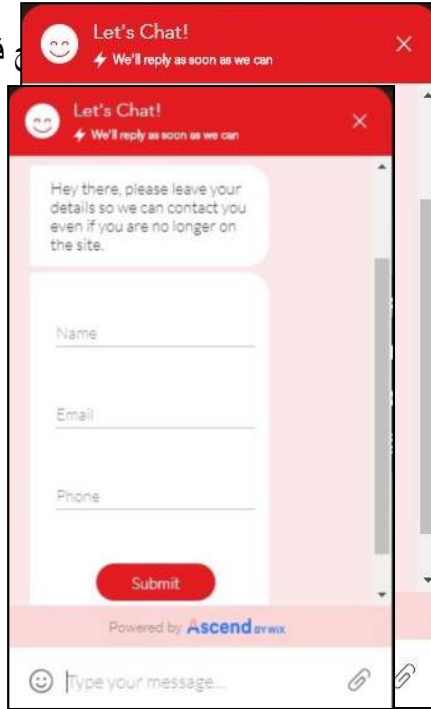 Let's Chat!
We'll reply as soon as we can
Let's Chat!
We'll reply as soon as we can
Hey there, please leave your
details so we can contact you
even if you are no longer on
the site.
Name
Email
Phone
Submit
Powered by Ascend BY WIX
Type your message...